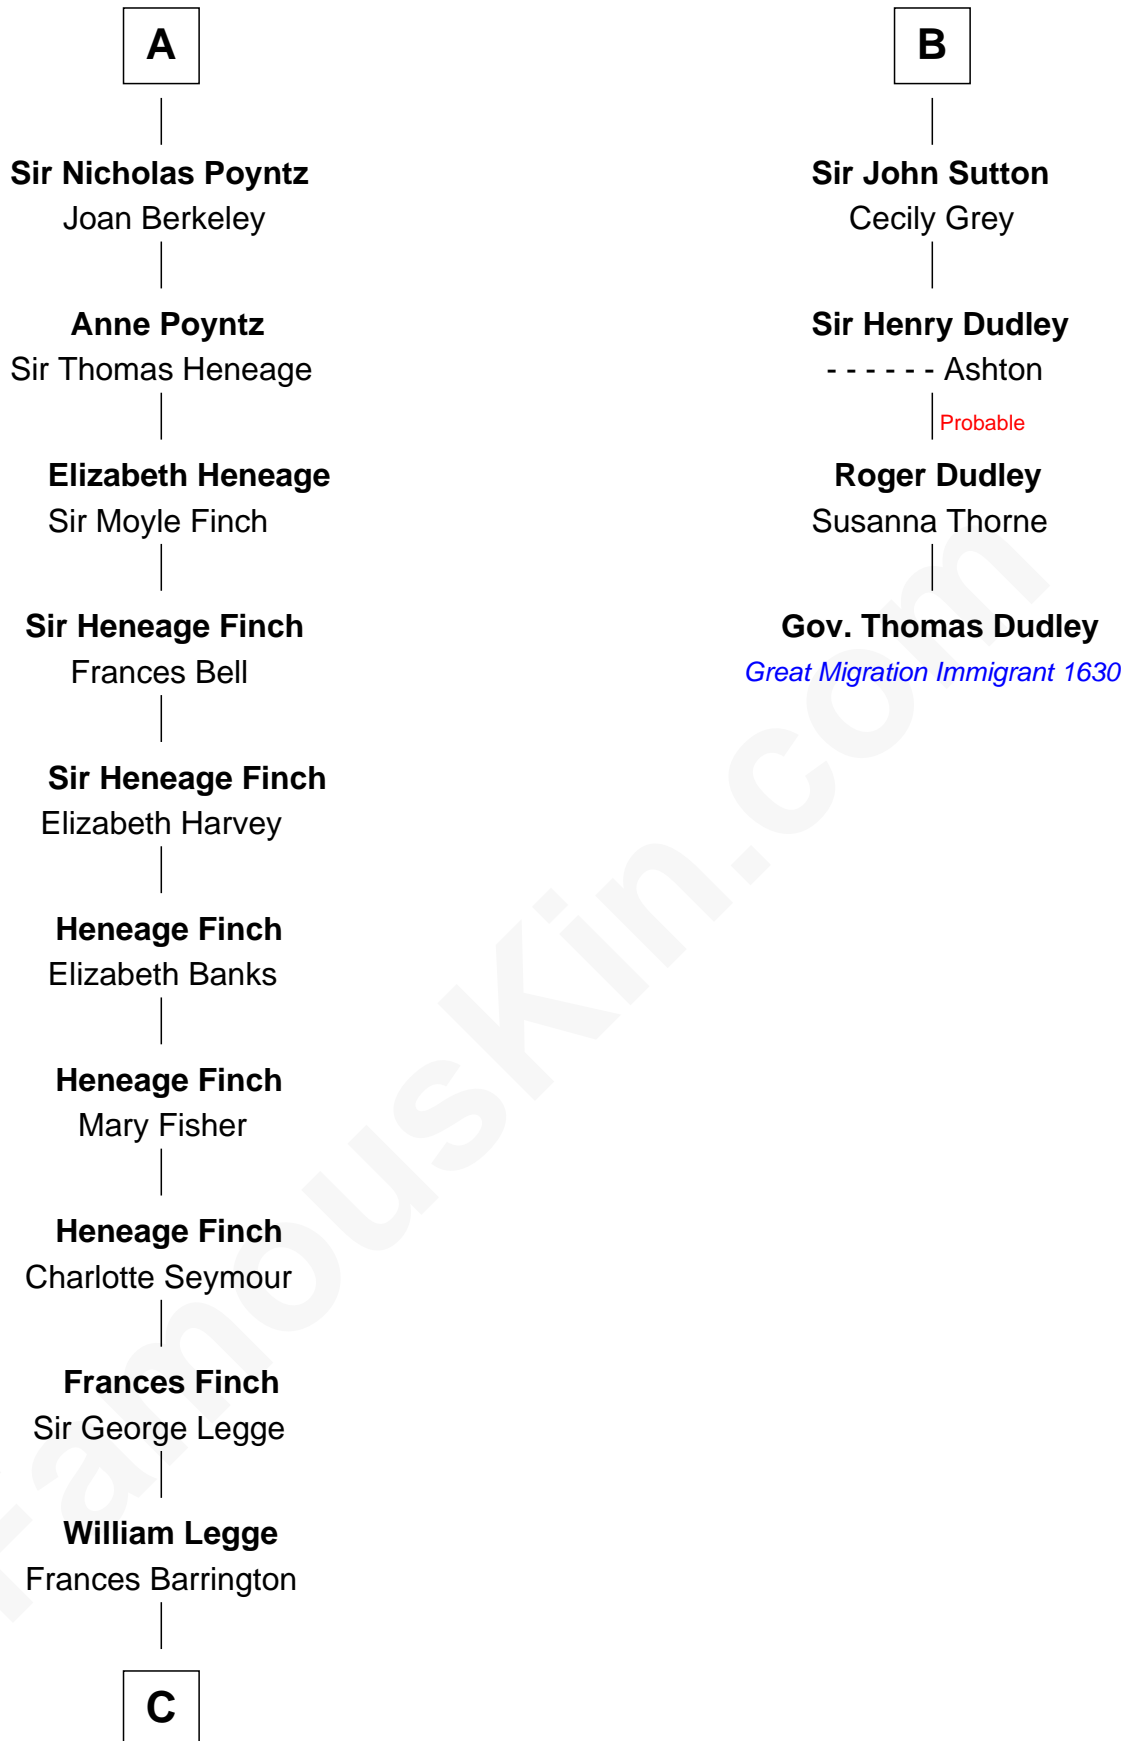 A
Sir Nicholas Poyntz
Joan Berkeley
Anne Poyntz
Sir Thomas Heneage
Elizabeth Heneage
Sir Moyle Finch
Sir Heneage Finch
Frances Bell
Sir Heneage Finch
Elizabeth Harvey
Heneage Finch
Elizabeth Banks
Heneage Finch
Mary Fisher
Heneage Finch
Charlotte Seymour
Frances Finch
Sir George Legge
William Legge
Frances Barrington
C
B
Sir John Sutton
Cecily Grey
Sir Henry Dudley
- - - - - - Ashton
Probable
Roger Dudley
Susanna Thorne
Gov. Thomas Dudley
Great Migration Immigrant 1630
FamousKin.com